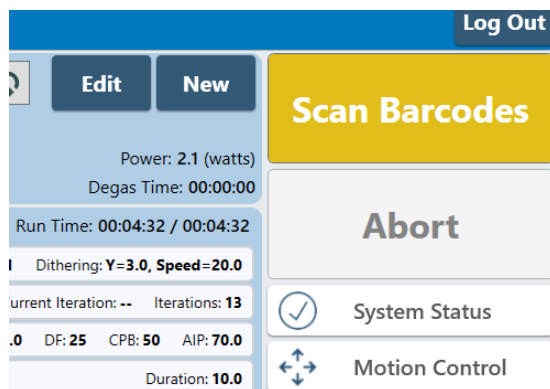 Log Out
Edit
New
Scan Barcodes
Power: 2.1 (watts)
Degas Time: 00:00:00
Run Time: 00:04:32 / 00:04:32
Abort
Dithering: Y=3.0, Speed=20.0
Current Iteration: -- Iterations: 13
System Status
.0 DF: 25 CPB: 50 AIP: 70.0
Duration: 10.0
Motion Control